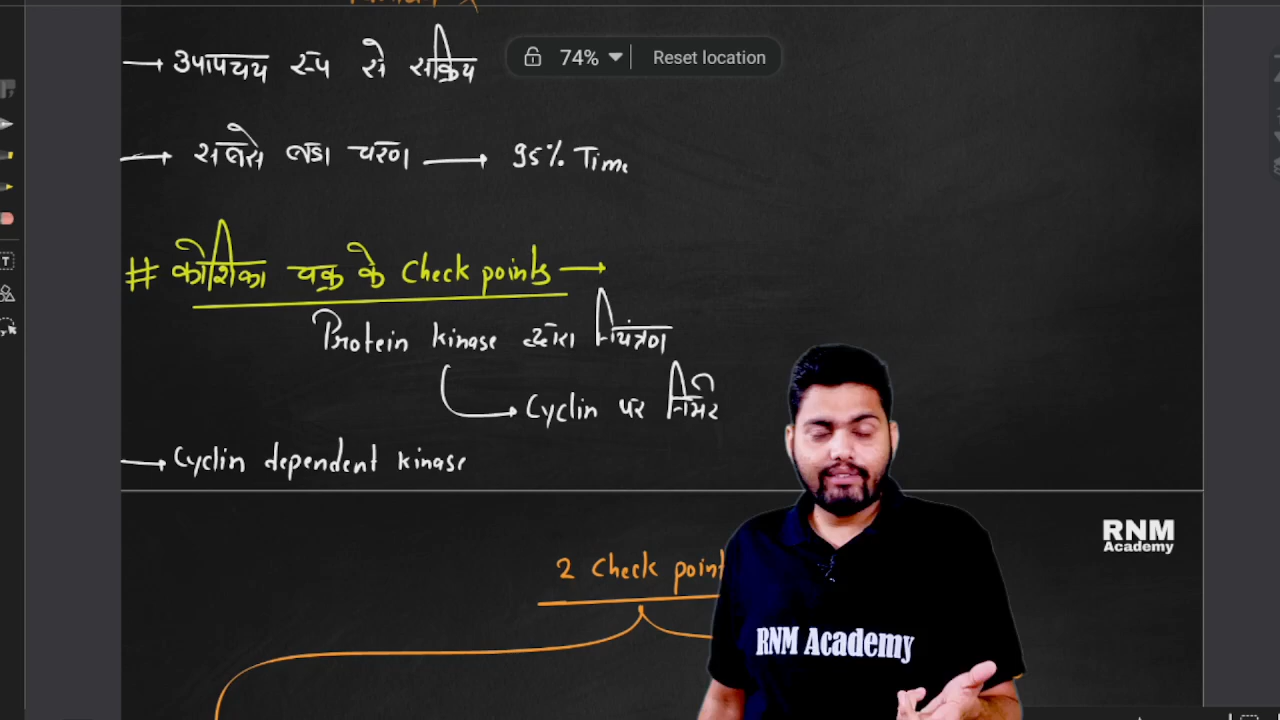 → उपापचय रुप से सक्रिय
74% Reset location
→ सबसे बडा चरण → 95% Time
# कोशिका चक्र के Check points →
Protein kinase द्वारा नियंत्रण
Cyclin पर निर्भर
→ Cyclin dependent kinase
RNM
Academy
2 Check point
RNM Academy